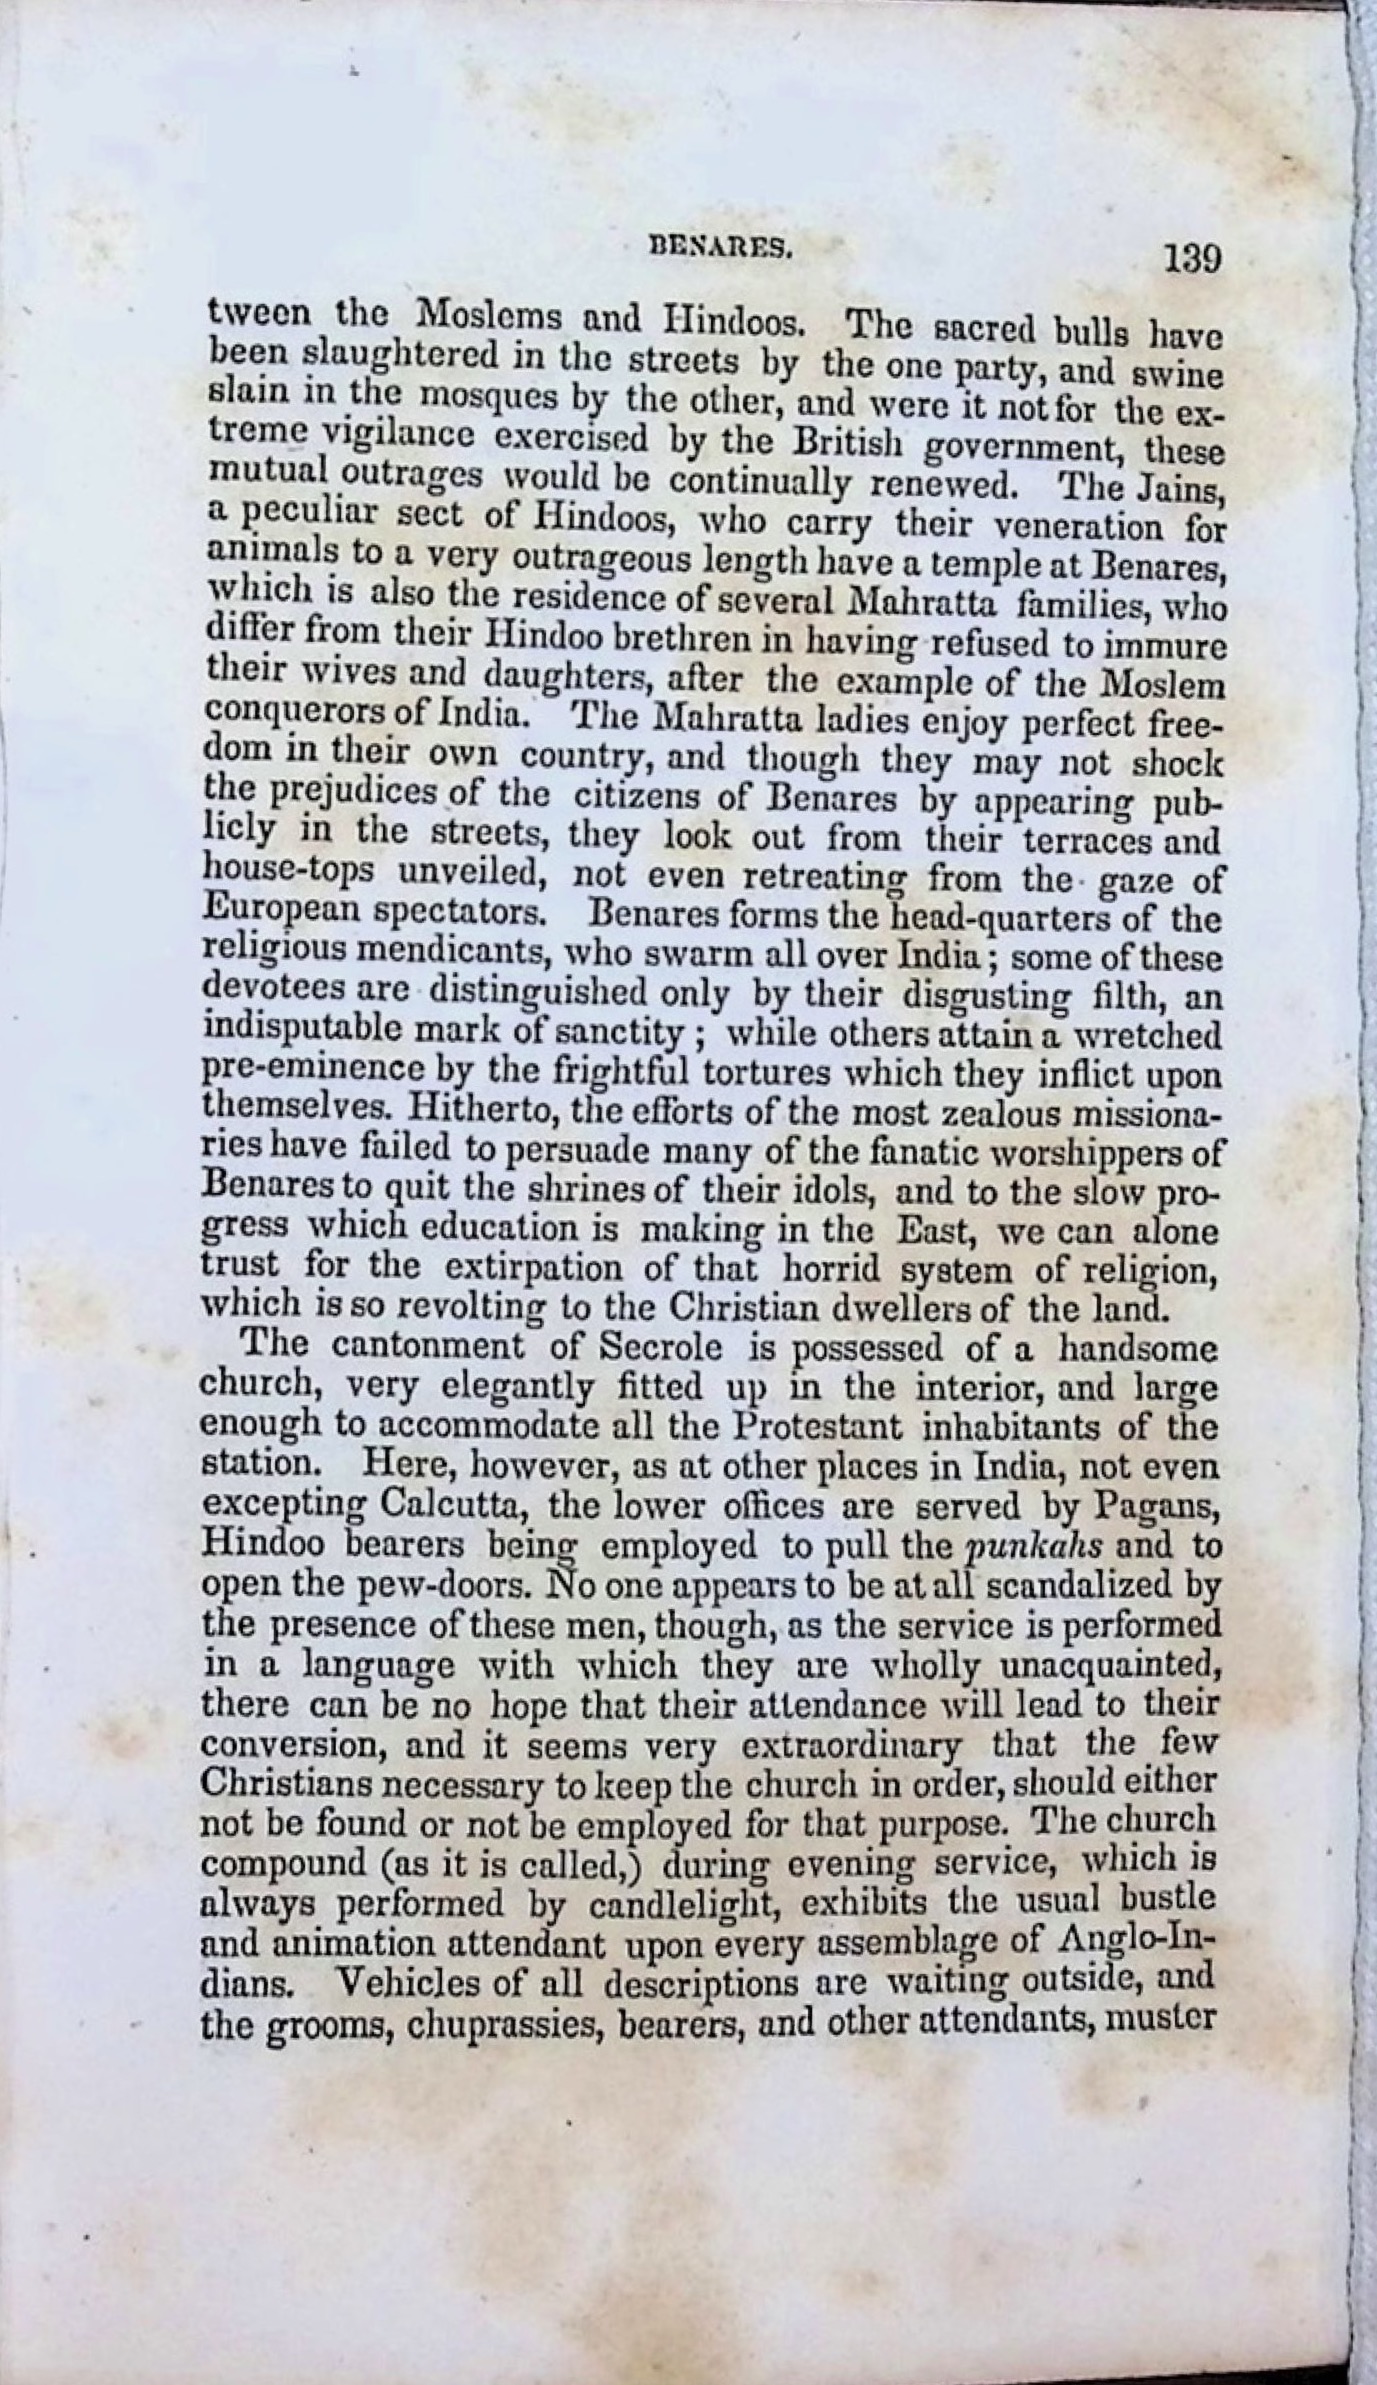 BENARES.
139
tween the Moslems and Hindoos. The sacred bulls have
been slaughtered in the streets by the one party, and swine
slain in the mosques by the other, and were it not for the ex-
treme vigilance exercised by the British government, these
mutual outrages would be continually renewed. The Jains,
a peculiar sect of Hindoos, who carry their veneration for
animals to a very outrageous length have a temple at Benares,
which is also the residence of several Mahratta families, who
differ from their Hindoo brethren in having refused to immure
their wives and daughters, after the example of the Moslem
conquerors of India. The Mahratta ladies enjoy perfect free-
dom in their own country, and though they may not shock
the prejudices of the citizens of Benares by appearing pub-
licly in the streets, they look out from their terraces and
house-tops unveiled, not even retreating from the gaze of
European spectators. Benares forms the head-quarters of the
religious mendicants, who swarm all over India; some of these
devotees are distinguished only by their disgusting filth, an
indisputable mark of sanctity; while others attain a wretched
pre-eminence by the frightful tortures which they inflict upon
themselves. Hitherto, the efforts of the most zealous missiona-
ries have failed to persuade many of the fanatic worshippers of
Benares to quit the shrines of their idols, and to the slow pro-
gress which education is making in the East, we can alone
trust for the extirpation of that horrid system of religion,
which is so revolting to the Christian dwellers of the land.
The cantonment of Secrole is possessed of a handsome
church, very elegantly fitted up in the interior, and large
enough to accommodate all the Protestant inhabitants of the
station. Here, however, as at other places in India, not even
excepting Calcutta, the lower offices are served by Pagans,
Hindoo bearers being employed to pull the punkahs and to
open the pew-doors. No one appears to be at all scandalized by
the presence of these men, though, as the service is performed
in a language with which they are wholly unacquainted,
there can be no hope that their attendance will lead to their
conversion, and it seems very extraordinary that the few
Christians necessary to keep the church in order, should either
not be found or not be employed for that purpose. The church
compound (as it is called,) during evening service, which is
always performed by candlelight, exhibits the usual bustle
and animation attendant upon every assemblage of Anglo-In-
dians. Vehicles of all descriptions are waiting outside, and
the grooms, chuprassies, bearers, and other attendants, muster